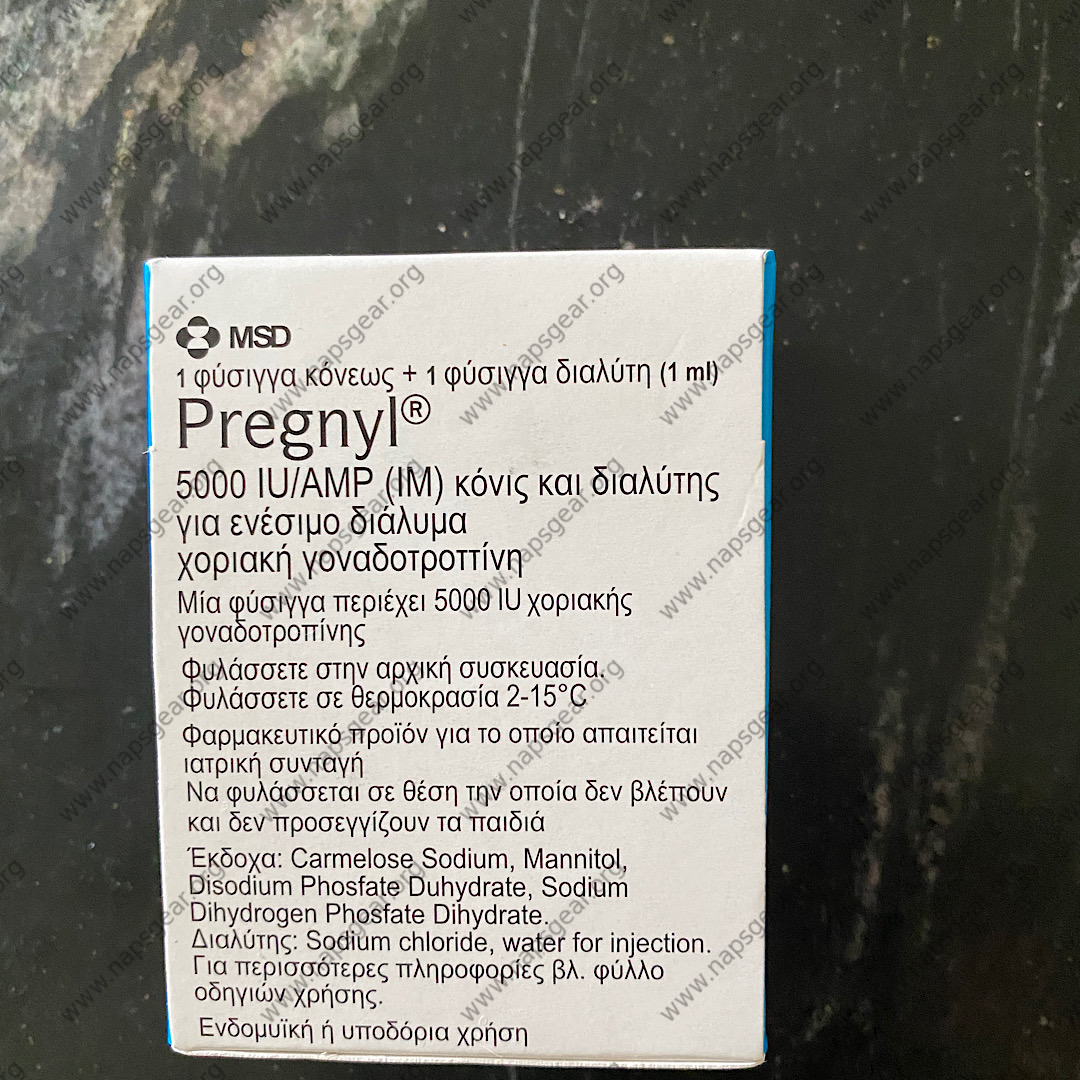 MSD
1 φύσιγγα κόνεως + 1 φύσιγγα διαλύτη (1 ml)
Pregnyl®
5000 IU/AMP (IM) κόνις και διαλύτης
για ενέσιμο διάλυμα
χοριακή γοναδοτροττίνη
Μία φύσιγγα περιέχει 5000 IU χοριακής
γοναδοτροπίνης
Φυλάσσετε στην αρχική συσκευασία.
Φυλάσσετε σε θερμοκρασία 2-15°C
Φαρμακευτικό προϊόν για το οποίο απαιτείται
ιατρική συνταγή
Να φυλάσσεται σε θέση την οποία δεν βλέπουν
και δεν προσεγγίζουν τα παιδιά
Έκδοχα: Carmelose Sodium, Mannitol,
Disodium Phosfate Duhydrate, Sodium
Dihydrogen Phosfate Dihydrate.
Διαλύτης: Sodium chloride, water for injection.
Για περισσότερες πληροφορίες βλ. φύλλο
οδηγιών χρήσης.
Ενδομυϊκή ή υποδόρια χρήση
www.napsgear.org